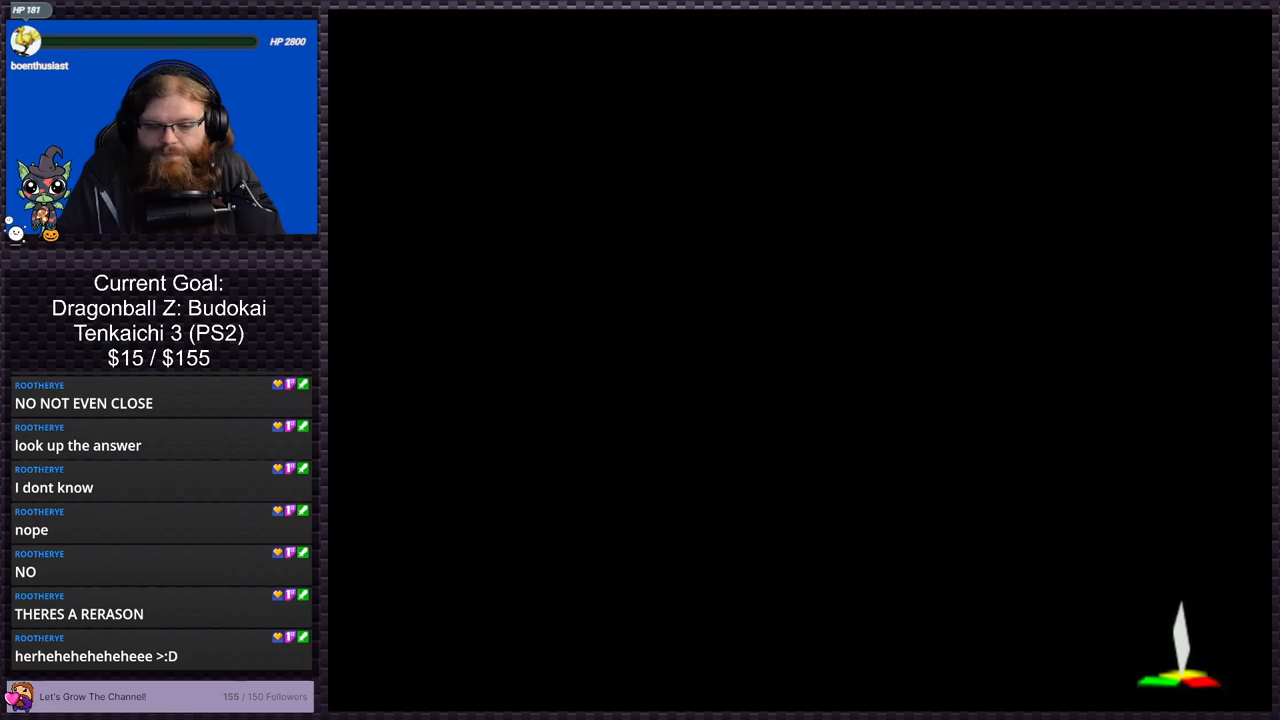 HP 181
HP 2800
boenthusiast
Current Goal:
Dragonball Z: Budokai
Tenkaichi 3 (PS2)
$15 / $155
ROOTHERYE
NO NOT EVEN CLOSE
ROOTHERYE
look up the answer
ROOTHERYE
I dont know
ROOTHERYE
nope
ROOTHERYE
NO
ROOTHERYE
THERES A RERASON
ROOTHERYE
herheheheheheheee >:D
Let's Grow The Channel! 155 / 150 Followers